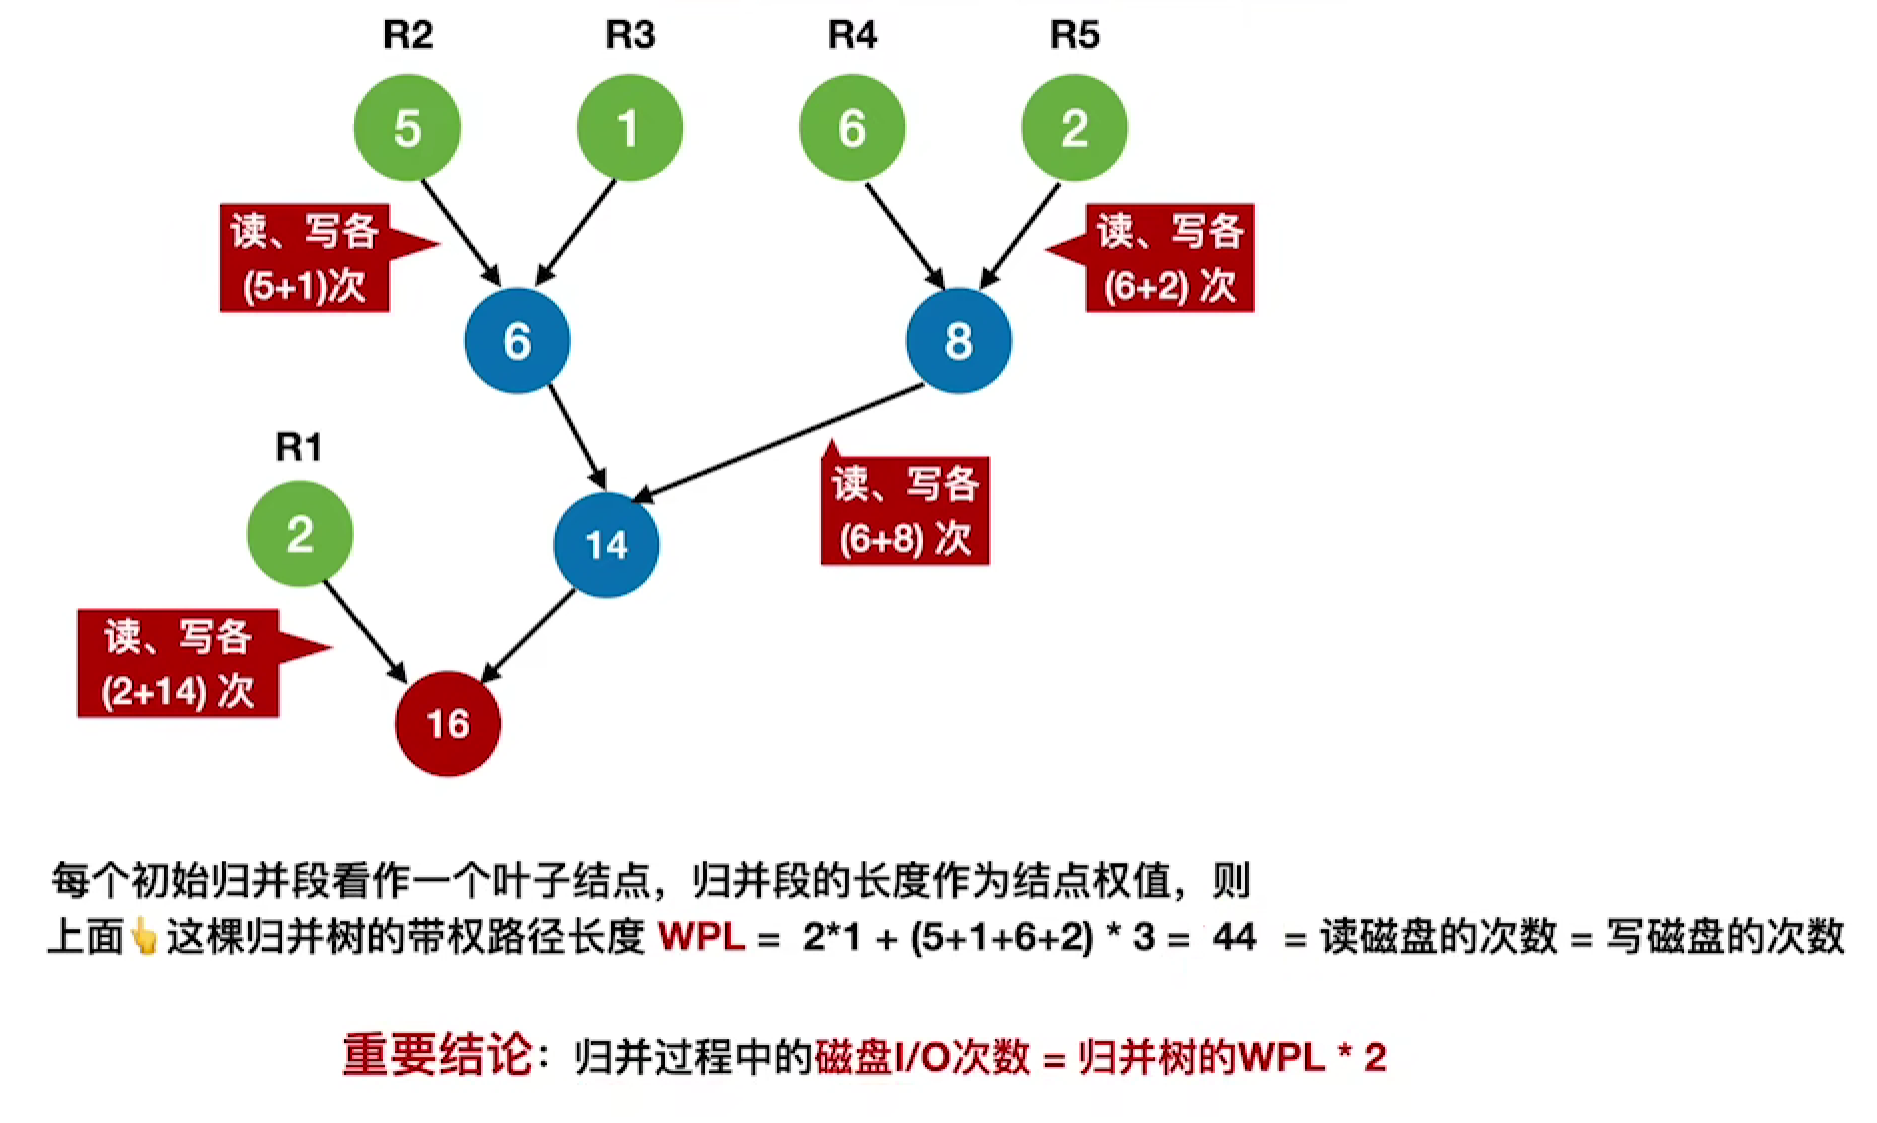 R2 R3 R4 R5
5 1 6 2
读、写各
(5+1)次
读、写各
(6+2) 次
6 8
R1
读、写各
(6+8) 次
2 14
读、写各
(2+14) 次
16
每个初始归并段看作一个叶子结点，归并段的长度作为结点权值，则
上面👆这棵归并树的带权路径长度 WPL = 2*1 + (5+1+6+2) * 3 = 44 = 读磁盘的次数 = 写磁盘的次数
重要结论：归并过程中的磁盘I/O次数 = 归并树的WPL * 2